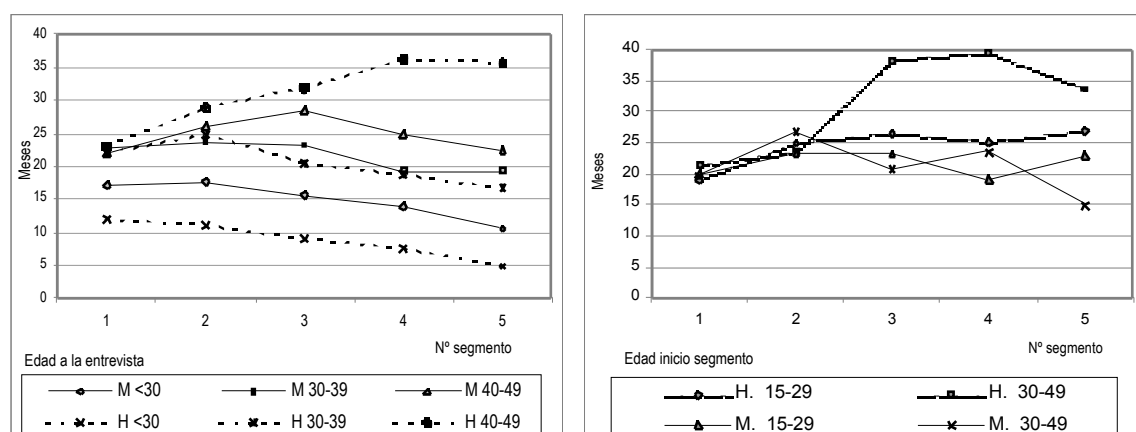 40
35
30
25
20
15
10
5
0
Meses
1 2 3 4 5
Nº segmento
Edad a la entrevista
M <30 M 30-39 M 40-49
H <30 H 30-39 H 40-49
40
35
30
25
20
15
10
5
0
Meses
1 2 3 4 5
Nº segmento
Edad inicio segmento
H. 15-29 H. 30-49
M. 15-29 M. 30-49